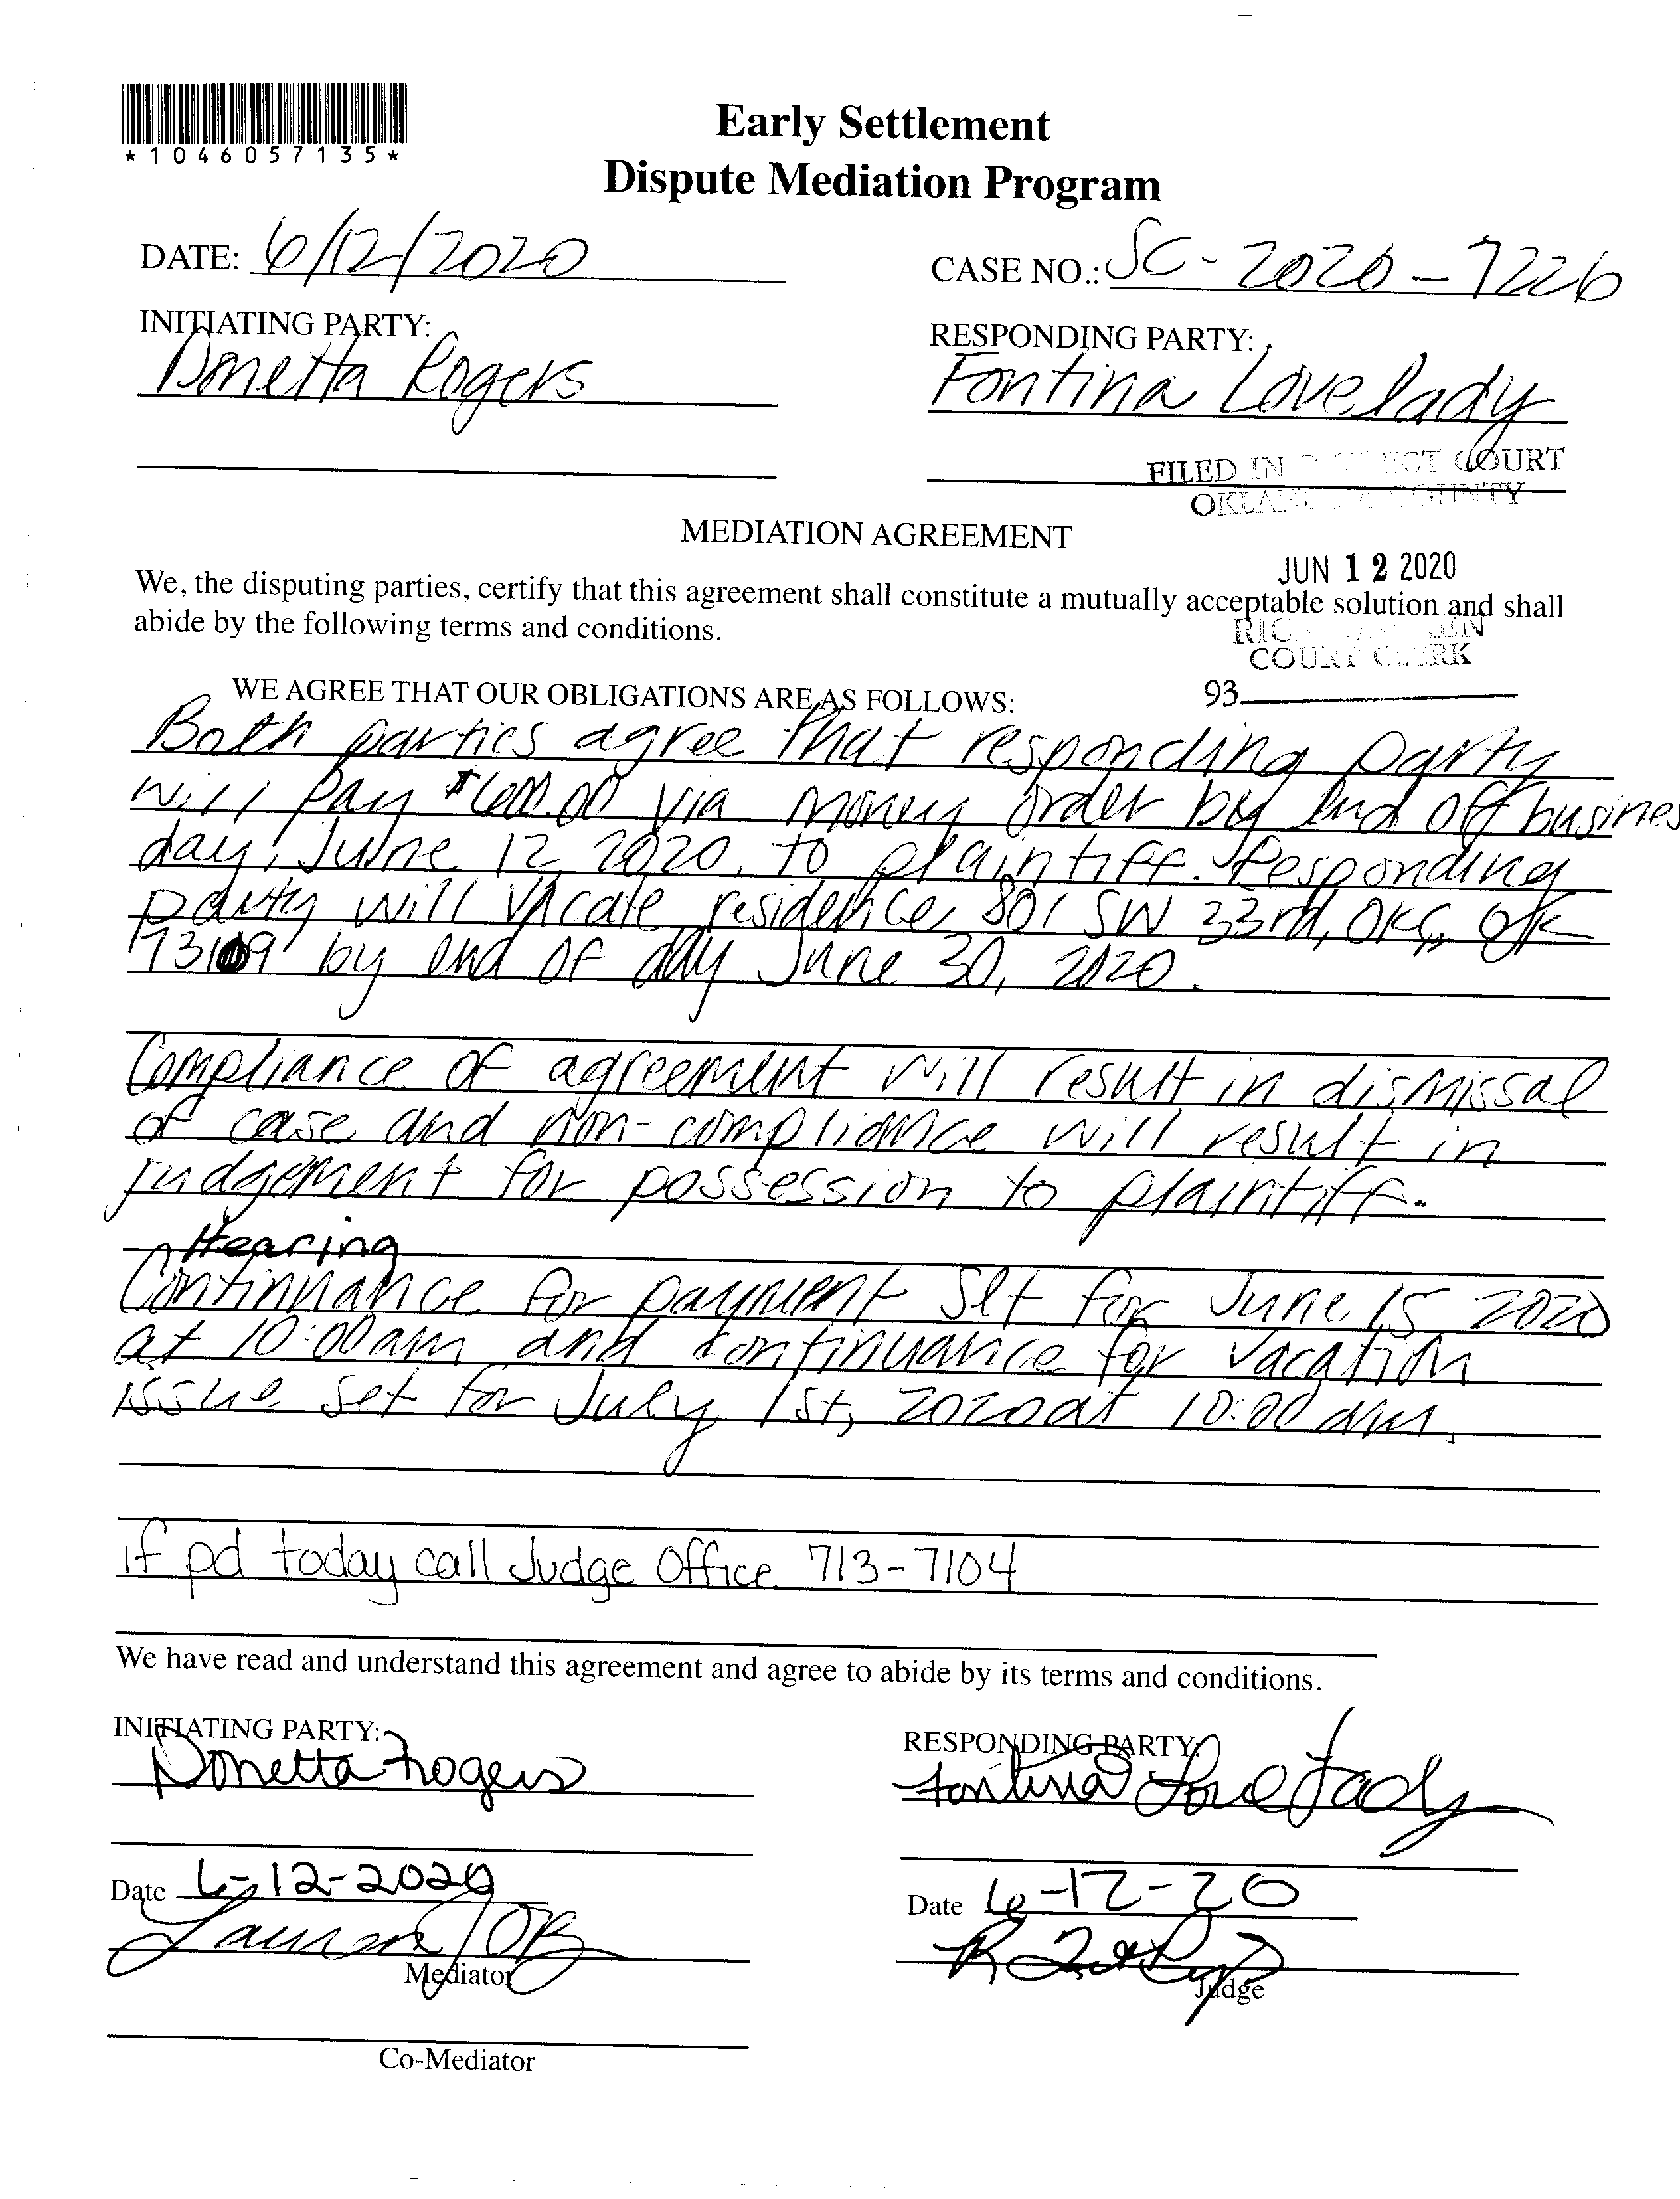 *1046057135*
Early Settlement
Dispute Mediation Program
DATE: 6/12/2020
CASE NO.: SC-2020-7226
INITIATING PARTY:
Donetta Rogers
RESPONDING PARTY:
Fontina Lovelady
FILED IN COURT
COUNTY
MEDIATION AGREEMENT
JUN 12 2020
We, the disputing parties, certify that this agreement shall constitute a mutually acceptable solution and shall
abide by the following terms and conditions.
COURT CLERK
93
WE AGREE THAT OUR OBLIGATIONS ARE AS FOLLOWS:
Both parties agree that responding party
will pay $600.00 via money order by end of busines
day, June 12, 2020, to plaintiff. Responding
party will vacate residence, 801 SW 33rd, OKC, OK
73109 by end of day June 30, 2020.
Compliance of agreement will result in dismissal
of case and non-compliance will result in
judgement for possession to plaintiff.
Hearing
Continuance for payment set for June 15 2020
at 10:00am and continuance for vacation
issue set for July 1st, 2020 at 10:00 am.
if pd today call Judge Office 713-7104
We have read and understand this agreement and agree to abide by its terms and conditions.
INITIATING PARTY:
Donetta Rogers
RESPONDING PARTY
Fontina Lovelady
Date 6-12-2020
Date 6-12-20
Mediator
Judge
Co-Mediator